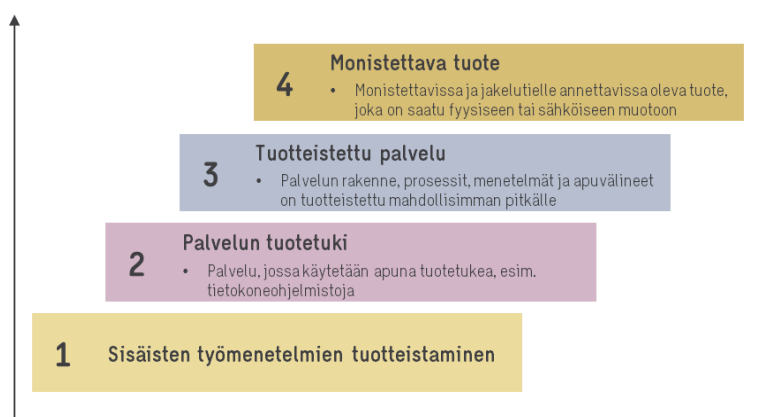 4
Monistettava tuote
• Monistettavissa ja jakelutielle annettavissa oleva tuote,
joka on saatu fyysiseen tai sähköiseen muotoon
3
Tuotteistettu palvelu
• Palvelun rakenne, prosessit, menetelmät ja apuvälineet
on tuotteistettu mahdollisimman pitkälle
2
Palvelun tuotetuki
• Palvelu, jossa käytetään apuna tuotetukea, esim.
tietokoneohjelmistoja
1
Sisäisten työmenetelmien tuotteistaminen